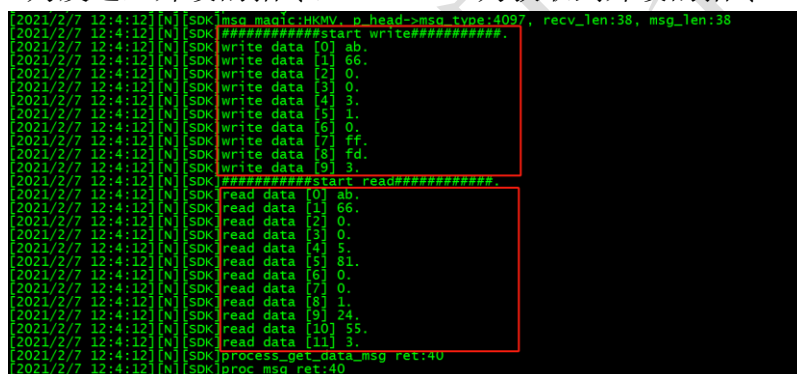 [2021/2/7 12:4:12][N][SDK]msg magic:HKMV, p_head->msg_type:4097, recv_len:38, msg_len:38
[2021/2/7 12:4:12][N][SDK]############start write###########.
[2021/2/7 12:4:12][N][SDK]write data [0] ab.
[2021/2/7 12:4:12][N][SDK]write data [1] 66.
[2021/2/7 12:4:12][N][SDK]write data [2] 0.
[2021/2/7 12:4:12][N][SDK]write data [3] 0.
[2021/2/7 12:4:12][N][SDK]write data [4] 3.
[2021/2/7 12:4:12][N][SDK]write data [5] 1.
[2021/2/7 12:4:12][N][SDK]write data [6] 0.
[2021/2/7 12:4:12][N][SDK]write data [7] ff.
[2021/2/7 12:4:12][N][SDK]write data [8] fd.
[2021/2/7 12:4:12][N][SDK]write data [9] 3.
[2021/2/7 12:4:12][N][SDK]###########start read############.
[2021/2/7 12:4:12][N][SDK]read data [0] ab.
[2021/2/7 12:4:12][N][SDK]read data [1] 66.
[2021/2/7 12:4:12][N][SDK]read data [2] 0.
[2021/2/7 12:4:12][N][SDK]read data [3] 0.
[2021/2/7 12:4:12][N][SDK]read data [4] 5.
[2021/2/7 12:4:12][N][SDK]read data [5] 81.
[2021/2/7 12:4:12][N][SDK]read data [6] 0.
[2021/2/7 12:4:12][N][SDK]read data [7] 0.
[2021/2/7 12:4:12][N][SDK]read data [8] 1.
[2021/2/7 12:4:12][N][SDK]read data [9] 24.
[2021/2/7 12:4:12][N][SDK]read data [10] 55.
[2021/2/7 12:4:12][N][SDK]read data [11] 3.
[2021/2/7 12:4:12][N][SDK]process_get_data_msg ret:40
[2021/2/7 12:4:12][N][SDK]proc msg ret:40